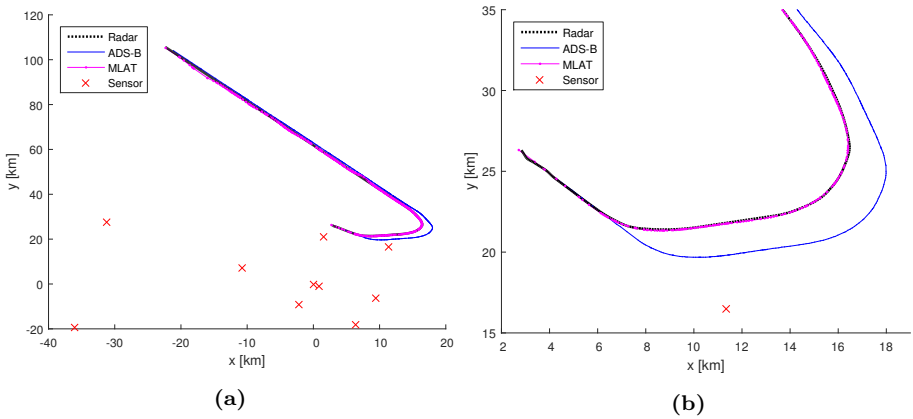 120
100
80
60
40
20
0
-20
y [km]
Radar
ADS-B
MLAT
Sensor
-40
-30
-20
-10
0
10
20
x [km]
(a)
35
30
25
20
15
y [km]
Radar
ADS-B
MLAT
Sensor
2
4
6
8
10
12
14
16
18
x [km]
(b)